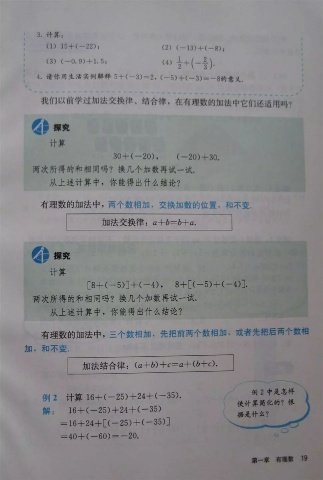 3. 计算：
(1) 15+(-22)； (2) (-13)+(-8)；
(3) (-0.9)+1.5； (4) 1/2+(-2/3).
4. 请你用生活实例解释 5+(-3)=2，(-5)+(-3)=-8的意义.
我们以前学过加法交换律、结合律，在有理数的加法中它们还适用吗？
探究
计算
30+(-20)， (-20)+30.
两次所得的和相同吗？换几个加数再试一试.
从上述计算中，你能得出什么结论？
有理数的加法中，两个数相加，交换加数的位置，和不变.
加法交换律：a+b=b+a.
探究
计算
[8+(-5)]+(-4)， 8+[(-5)+(-4)].
两次所得的和相同吗？换几个加数再试一试.
从上述计算中，你能得出什么结论？
有理数的加法中，三个数相加，先把前两个数相加，或者先把后两个数相
加，和不变.
加法结合律：(a+b)+c=a+(b+c).
例2 计算 16+(-25)+24+(-35).
解： 16+(-25)+24+(-35)
=16+24+[(-25)+(-35)]
=40+(-60)=-20.
例2中是怎样
使计算简化的？根
据是什么？
第一章 有理数 19